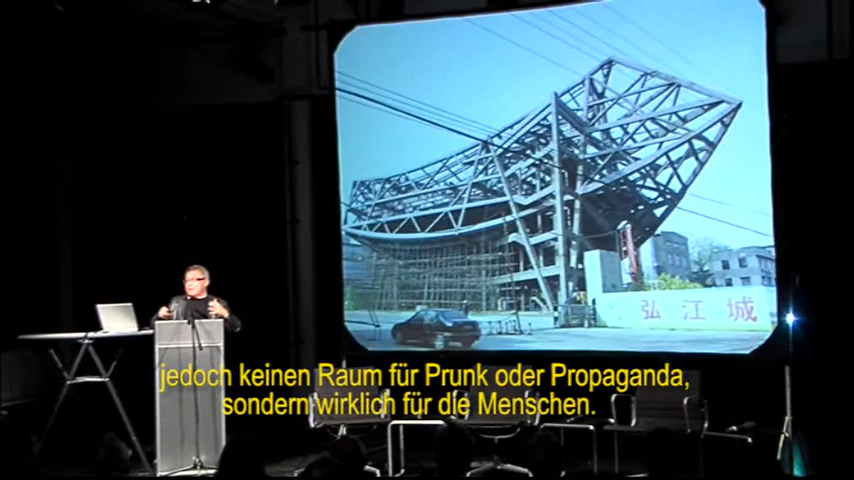 弘 江 城
jedoch keinen Raum für Prunk oder Propaganda,
sondern wirklich für die Menschen.